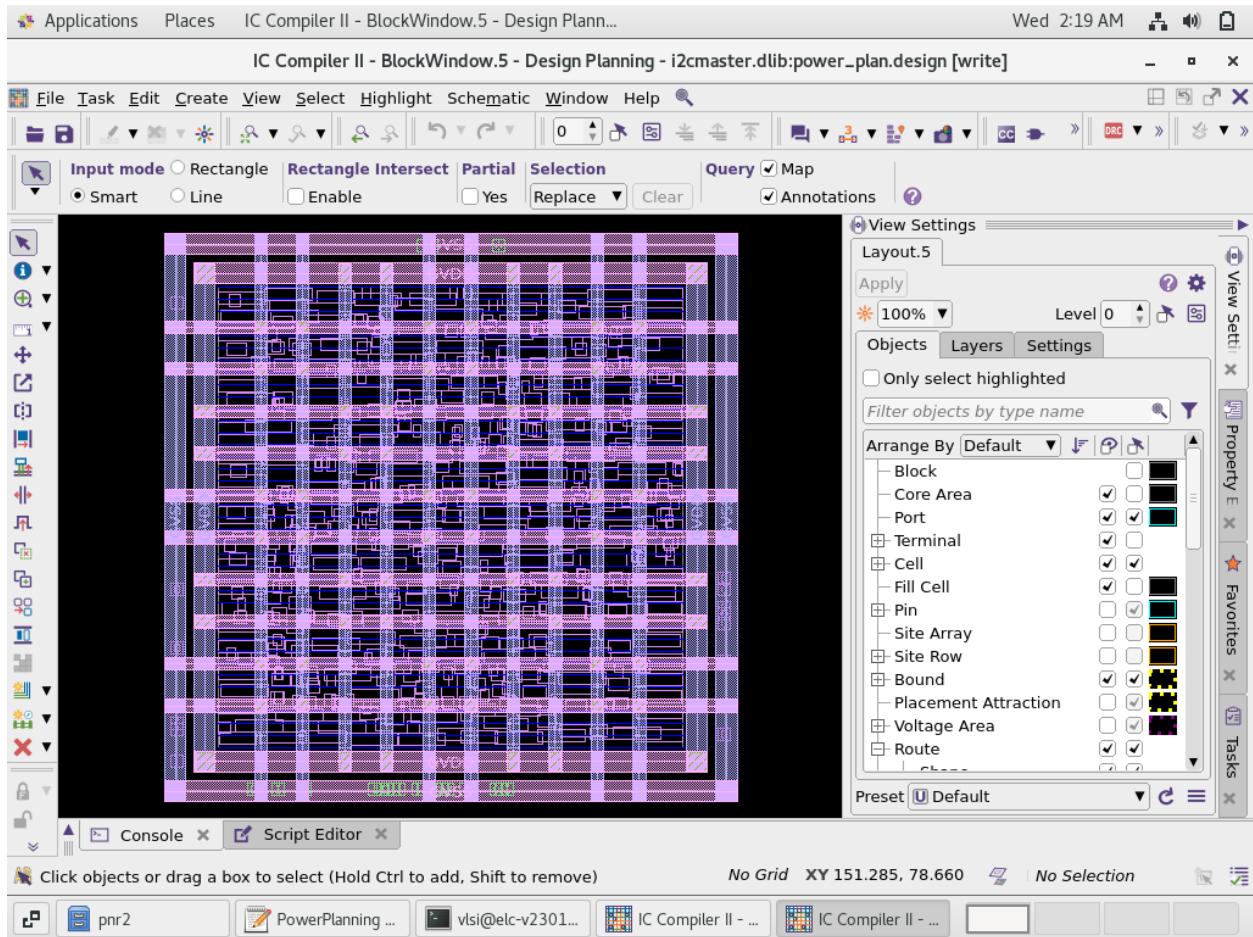 Applications Places IC Compiler II - BlockWindow.5 - Design Plann... Wed 2:19 AM
IC Compiler II - BlockWindow.5 - Design Planning - i2cmaster.dlib:power_plan.design [write]
File Task Edit Create View Select Highlight Schematic Window Help
0 CC DRC
Input mode Rectangle Rectangle Intersect Partial Selection Query Map
Smart Line Enable Yes Replace Clear Annotations
View Settings
Layout.5
Apply
100% Level 0
Objects Layers Settings
Only select highlighted
Filter objects by type name
Arrange By Default
Block
Core Area
Port
Terminal
Cell
Fill Cell
Pin
Site Array
Site Row
Bound
Placement Attraction
Voltage Area
Route
Shape
Preset U Default
View Setti
Property E
Favorites
Tasks
Console Script Editor
Click objects or drag a box to select (Hold Ctrl to add, Shift to remove) No Grid XY 151.285, 78.660 No Selection
pnr2 PowerPlanning ... vlsi@elc-v2301... IC Compiler II - ... IC Compiler II - ...